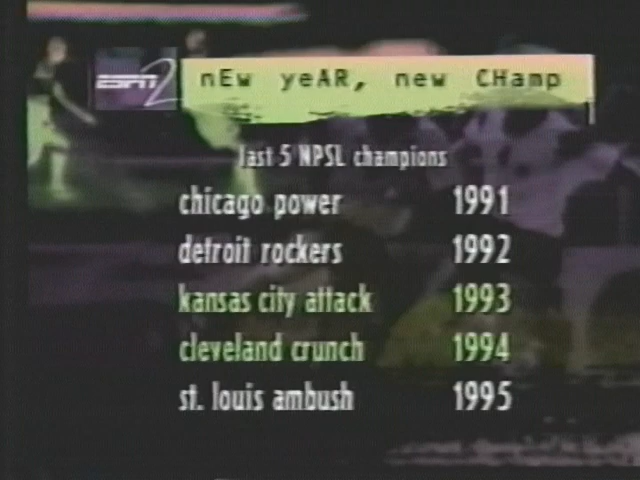 ESPN2
nEw yeAR, new CHamp
last 5 NPSL champions
chicago power 1991
detroit rockers 1992
kansas city attack 1993
cleveland crunch 1994
st. louis ambush 1995